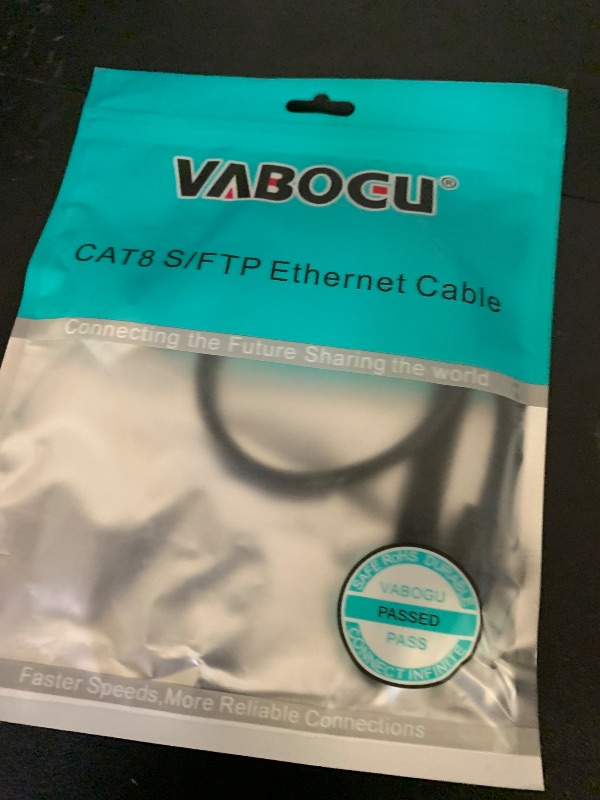 VABOGU®
CAT8 S/FTP Ethernet Cable
Connecting the Future Sharing the world
SAFE RoHS DURABLE
VABOGU
PASSED
PASS
CONNECT INFINITE
Faster Speeds,More Reliable Connections